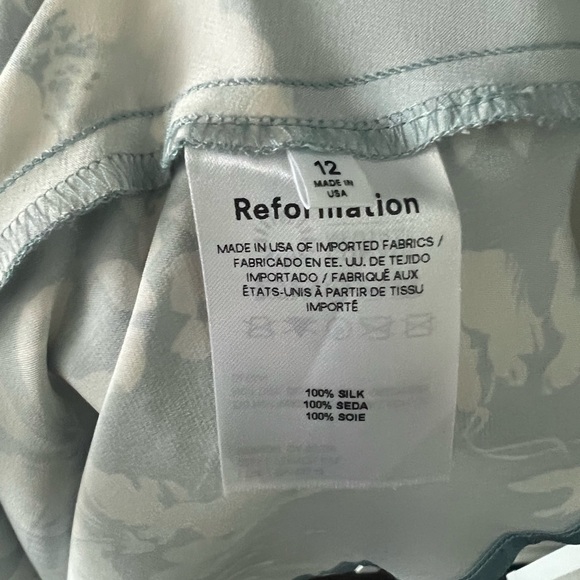 12
MADE IN
USA
Reformation
MADE IN USA OF IMPORTED FABRICS /
FABRICADO EN EE. UU. DE TEJIDO
IMPORTADO / FABRIQUÉ AUX
ÉTATS-UNIS À PARTIR DE TISSU
IMPORTÉ
100% SILK
100% SEDA
100% SOIE